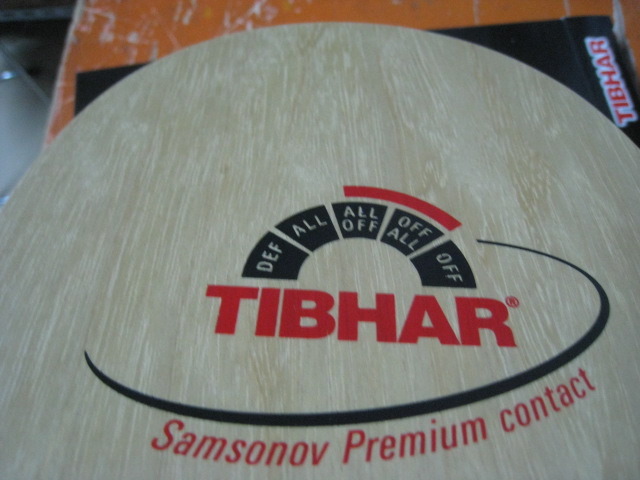 TIBHAR
DEF
ALL
ALL OFF
OFF ALL
OFF
TIBHAR®
Samsonov Premium contact